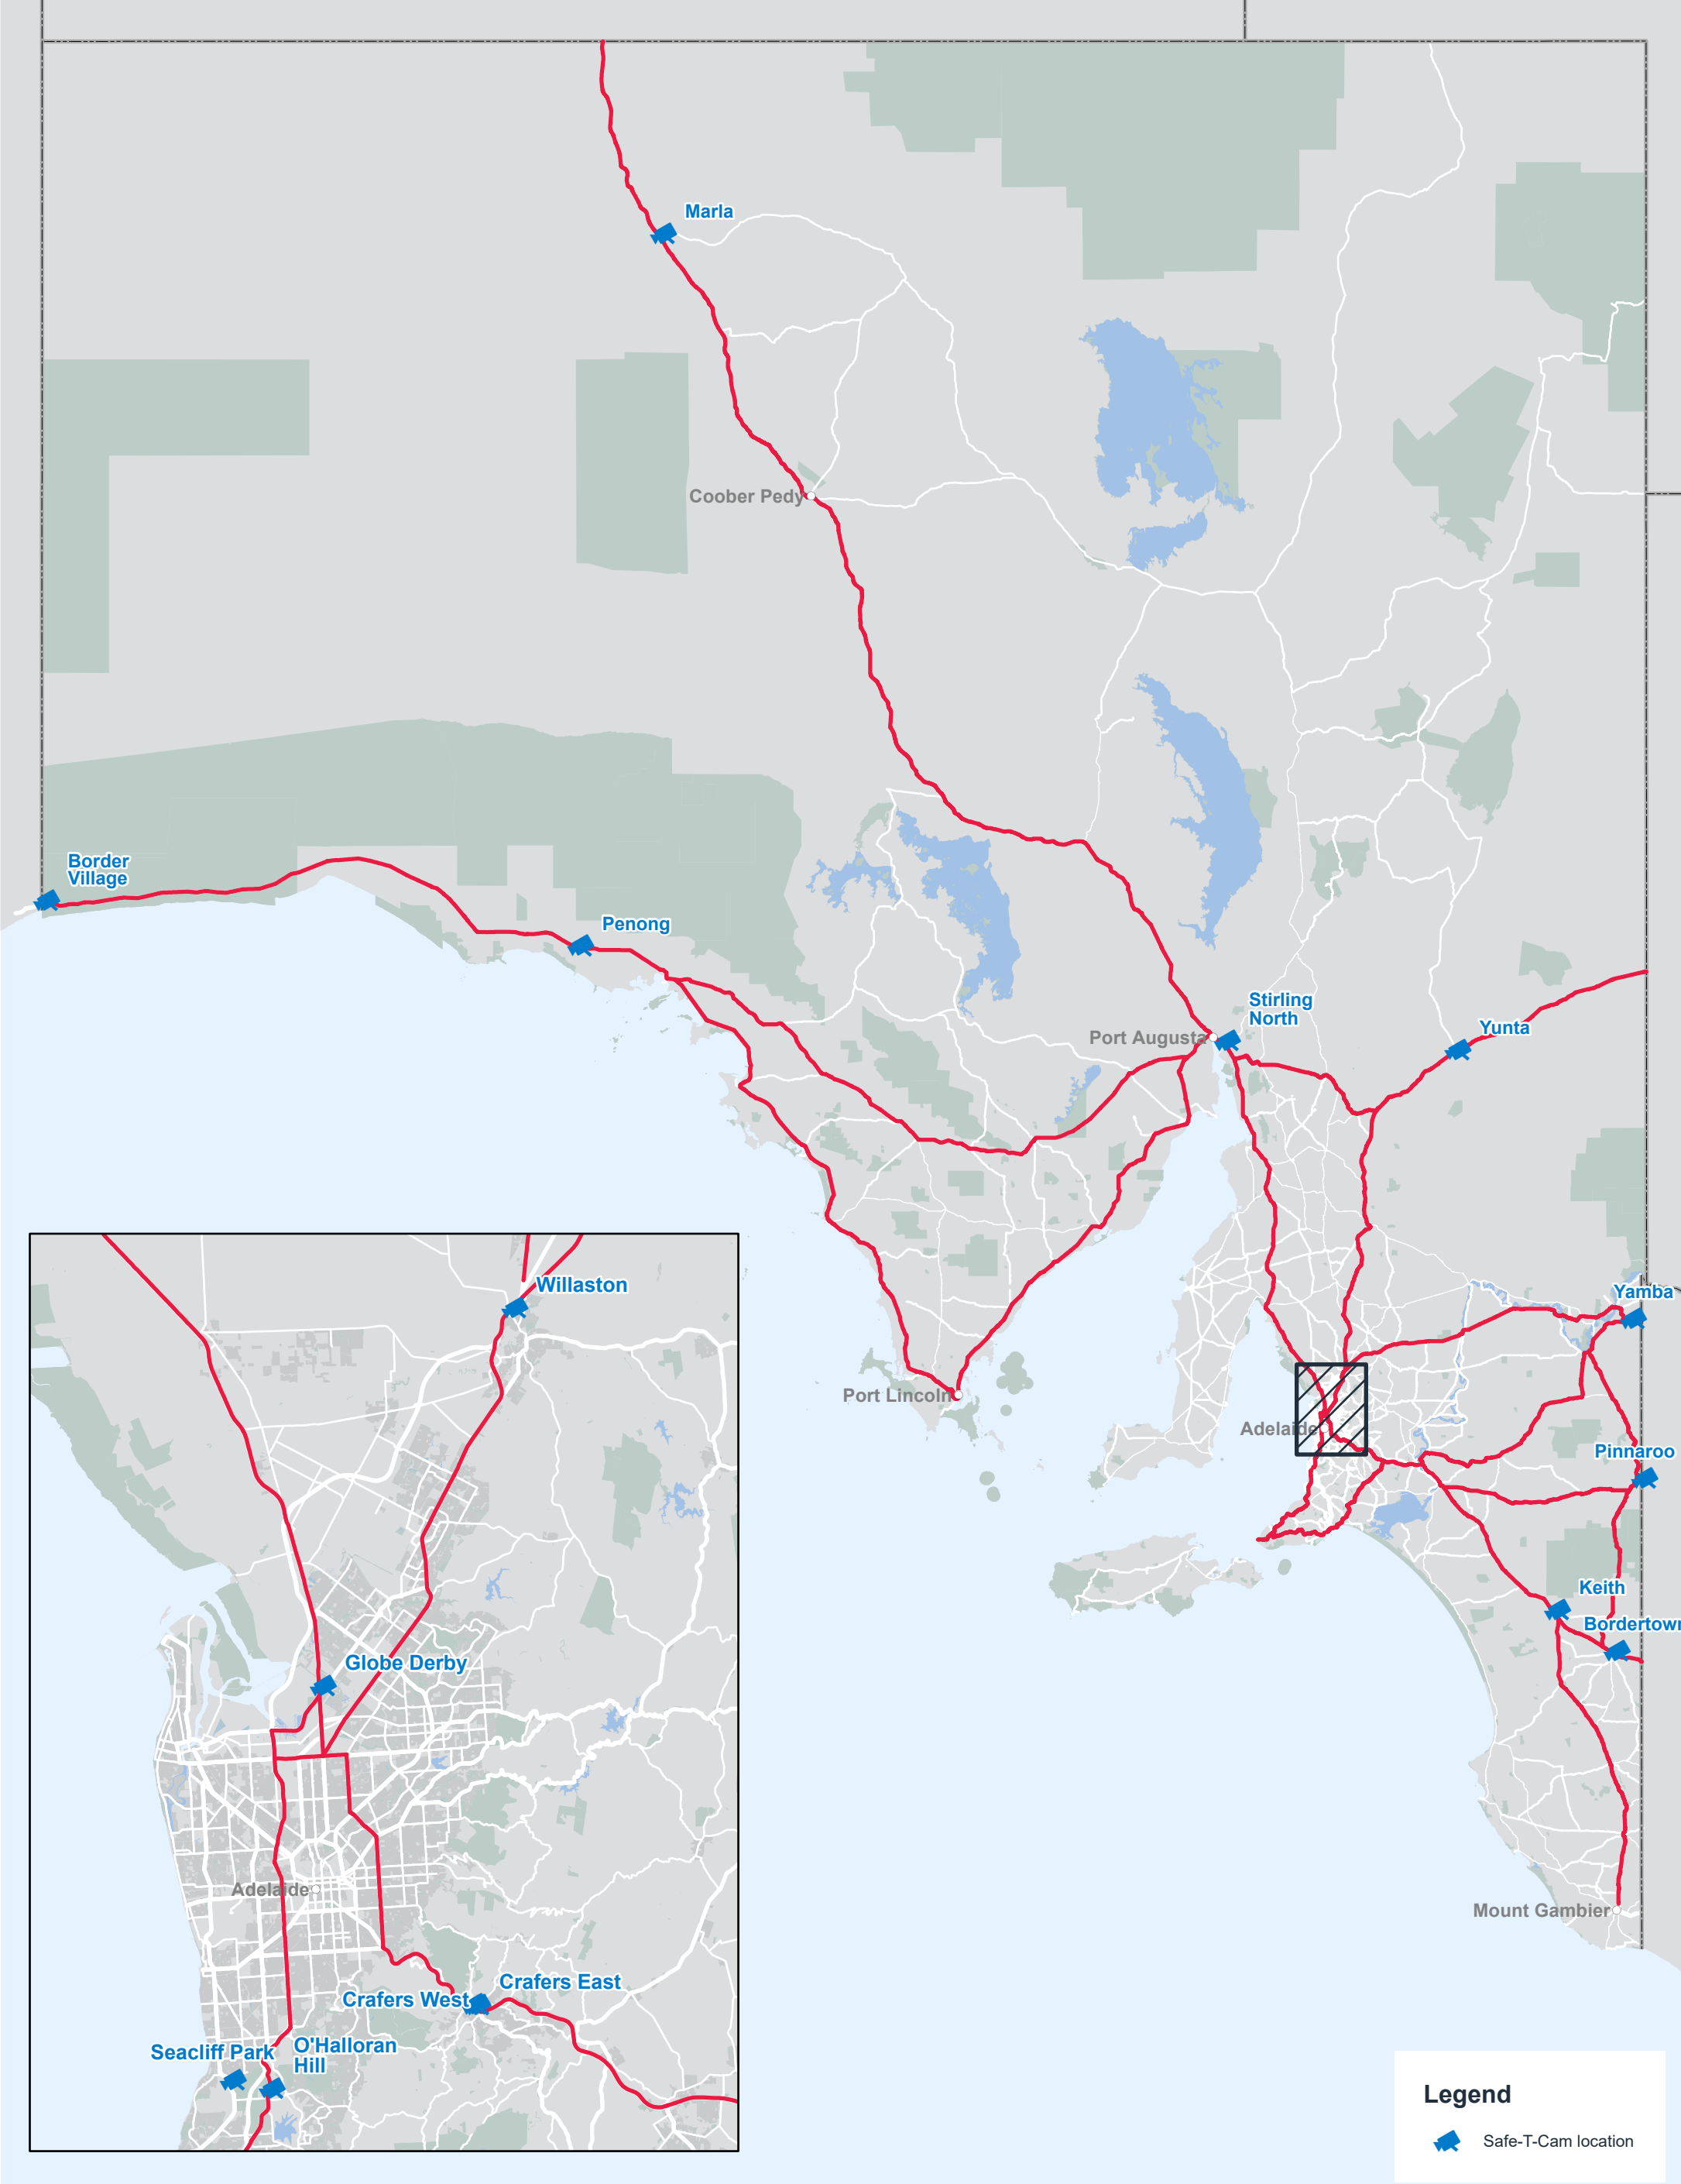 Marla
Coober Pedy
Border
Village
Penong
Stirling
North
Port Augusta
Yunta
Yamba
Port Lincoln
Adelaide
Pinnaroo
Keith
Bordertown
Mount Gambier
Willaston
Globe Derby
Adelaide
Crafers East
Crafers West
Seacliff Park
O'Halloran
Hill
Legend
Safe-T-Cam location